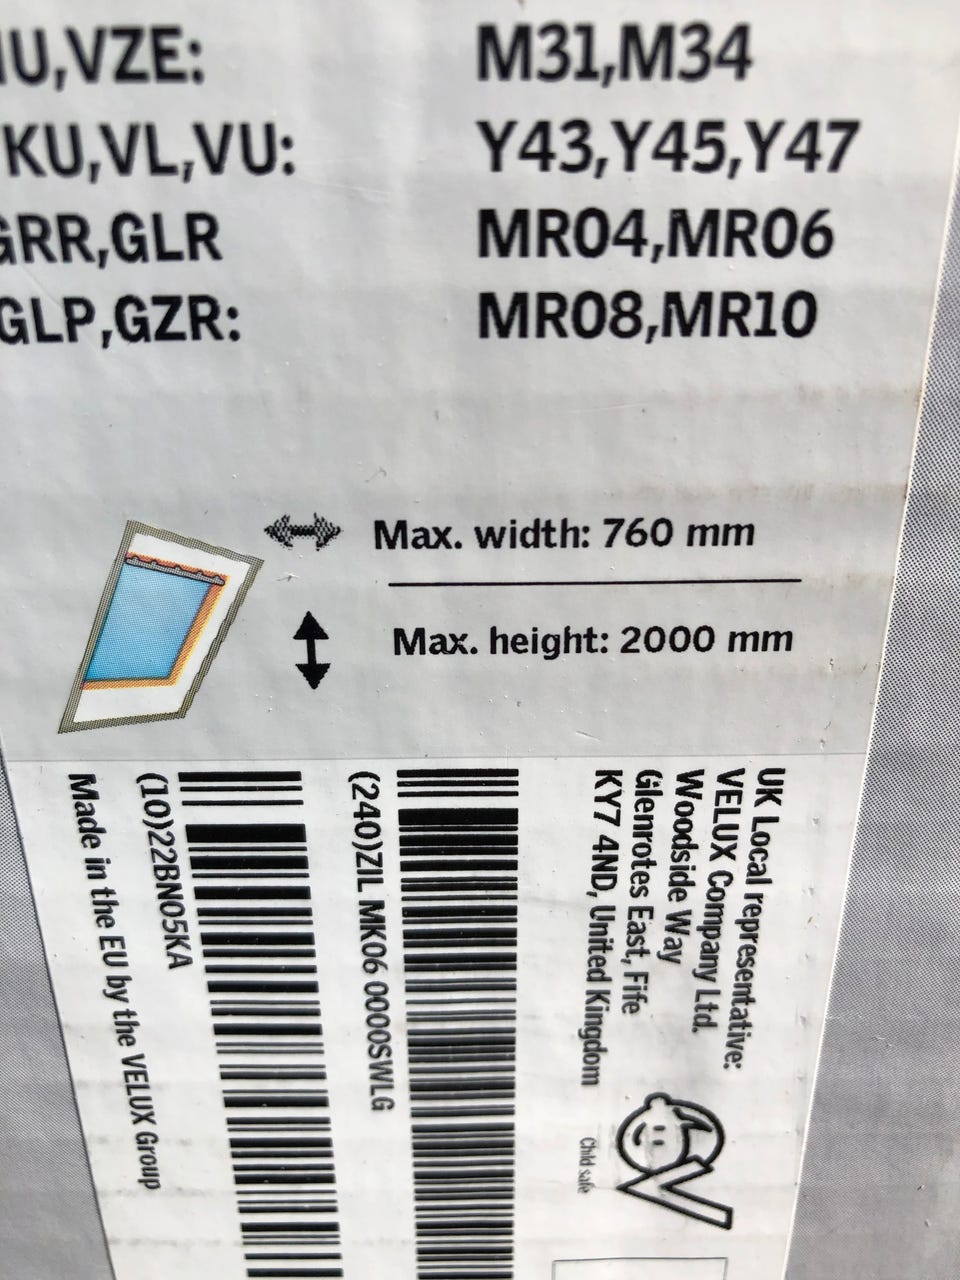 IU,VZE: M31,M34
KU,VL,VU: Y43,Y45,Y47
GRR,GLR MR04,MR06
GLP,GZR: MR08,MR10
Max. width: 760 mm
Max. height: 2000 mm
UK Local representative:
VELUX Company Ltd.
Woodside Way
Glenrotes East, Fife
KY7 4ND, United Kingdom
Child safe
(240)ZIL MK06 0000SWLG
(10)22BN05KA
Made in the EU by the VELUX Group